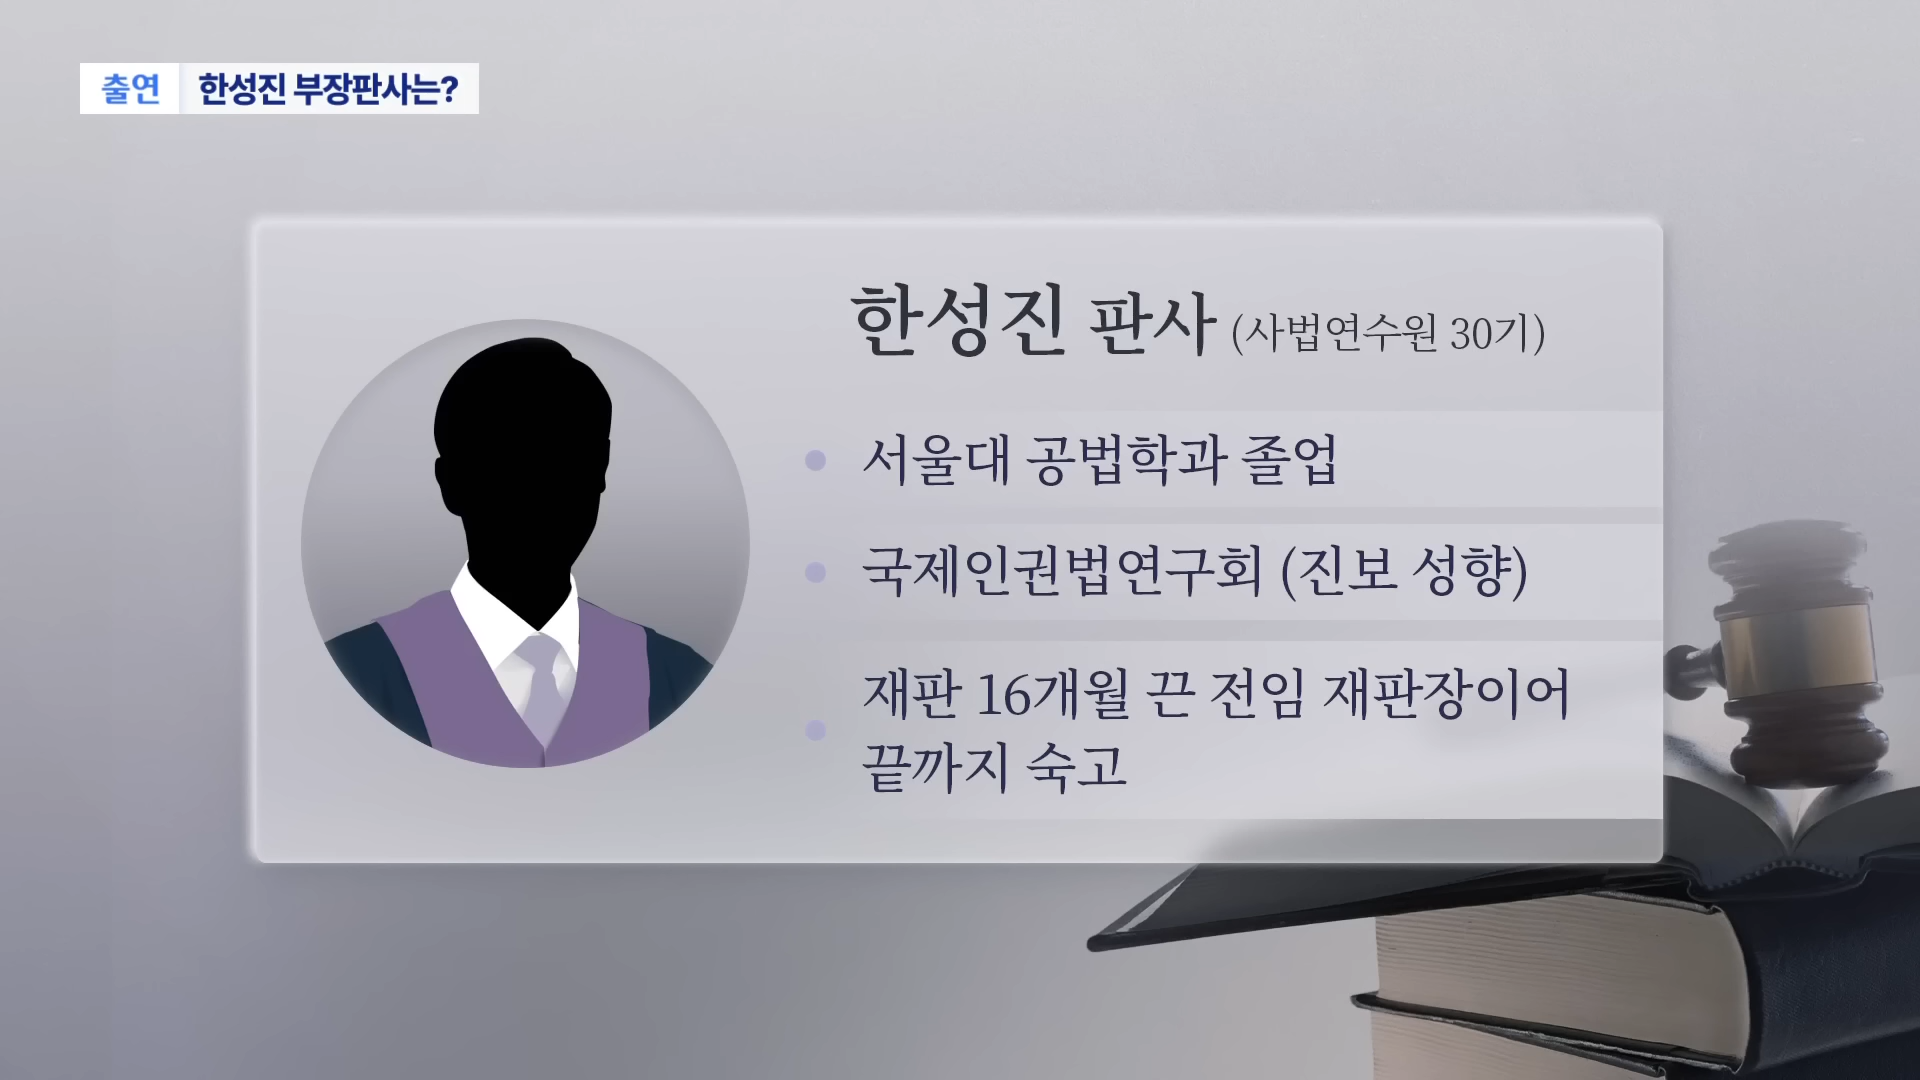 출연 한성진 부장판사는?
한성진 판사 (사법연수원 30기)
서울대 공법학과 졸업
국제인권법연구회 (진보 성향)
재판 16개월 끈 전임 재판장이어
끝까지 숙고